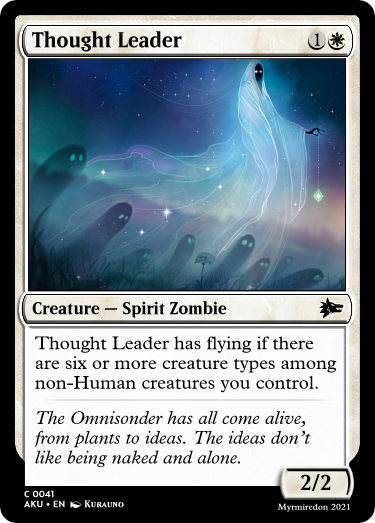 Thought Leader 1
Creature — Spirit Zombie
Thought Leader has flying if there
are six or more creature types among
non-Human creatures you control.
The Omnisonder has all come alive,
from plants to ideas. The ideas don't
like being naked and alone.
2/2
C 0041
AKU • EN Kurauno
Myrmiredon 2021